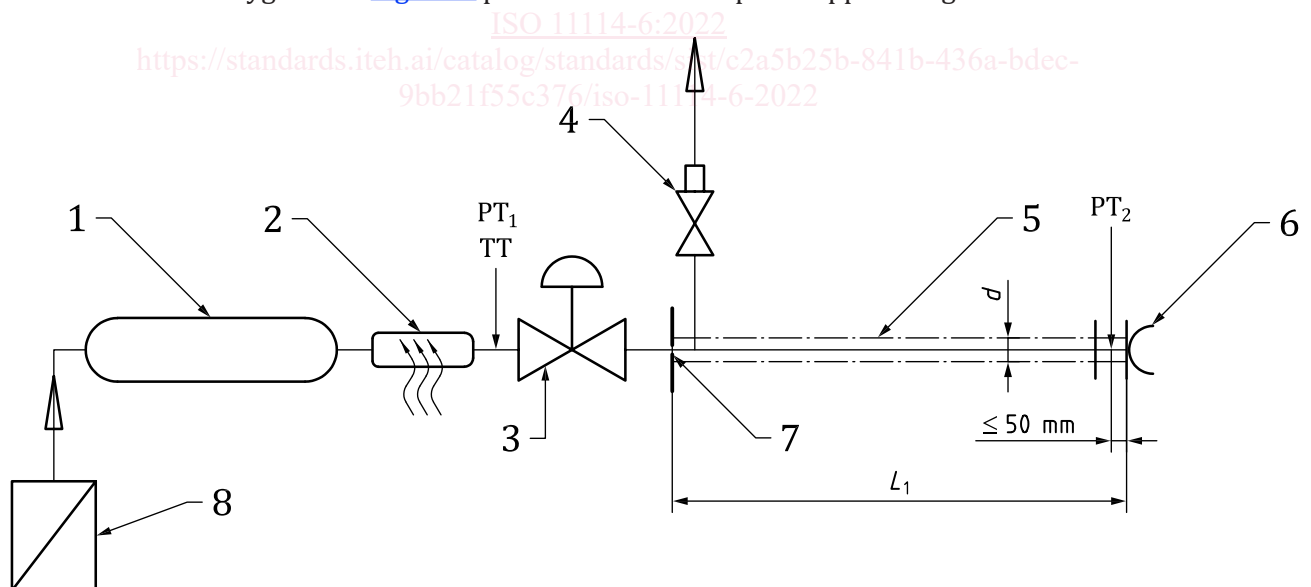 ISO 11114-6:2022
https://standards.iteh.ai/catalog/standards/sist/c2a5b25b-841b-436a-bdec-
9bb21f55c376/iso-11114-6-2022
4
1
2
PT₁
TT
5
PT₂
6
d
3
7
≤ 50 mm
L₁
8